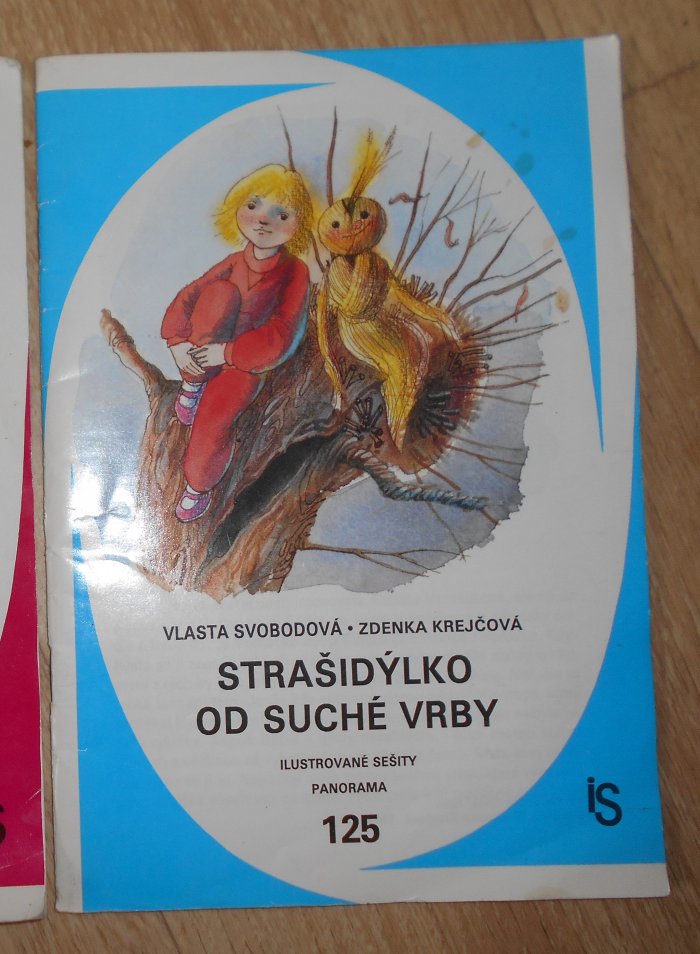 VLASTA SVOBODOVÁ • ZDENKA KREJČOVÁ
STRAŠIDÝLKO
OD SUCHÉ VRBY
ILUSTROVANÉ SEŠITY
PANORAMA
125
iS
S